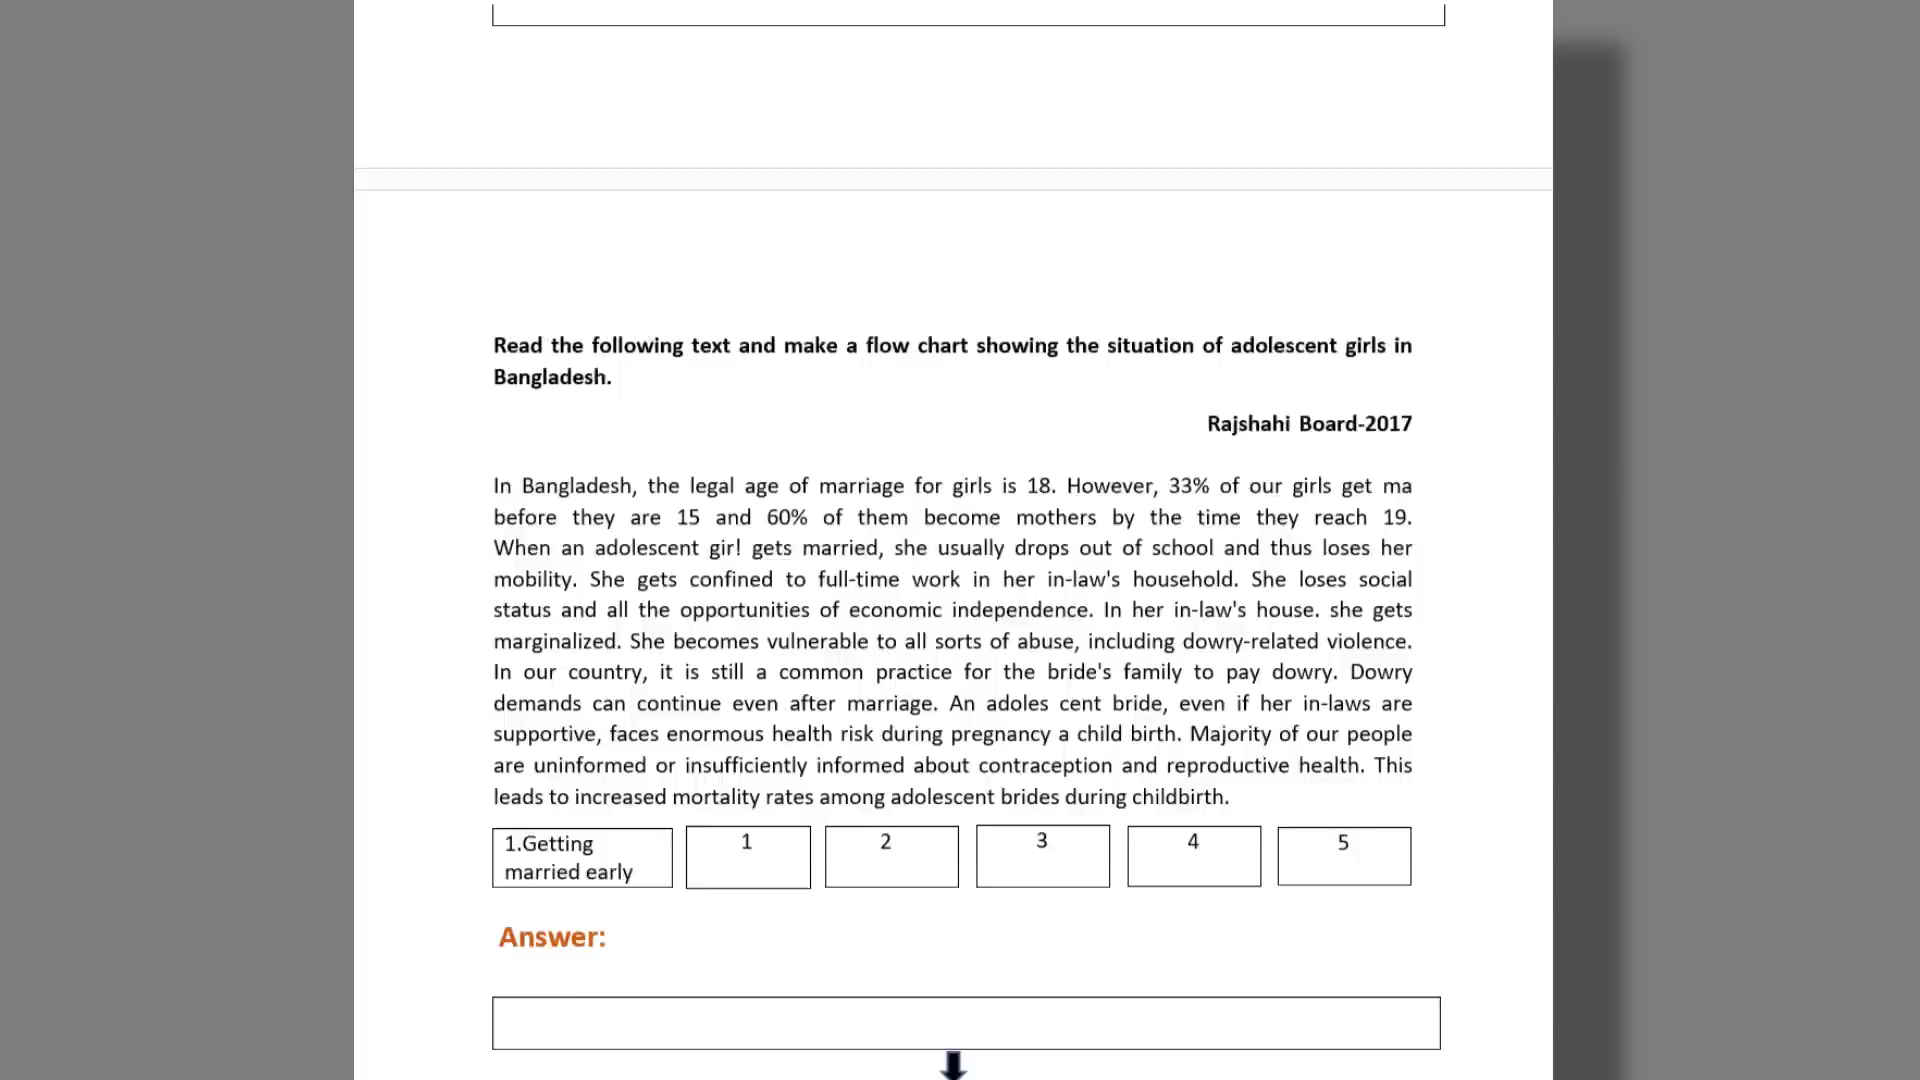 Read the following text and make a flow chart showing the situation of adolescent girls in
Bangladesh.
Rajshahi Board-2017
In Bangladesh, the legal age of marriage for girls is 18. However, 33% of our girls get ma
before they are 15 and 60% of them become mothers by the time they reach 19.
When an adolescent gir! gets married, she usually drops out of school and thus loses her
mobility. She gets confined to full-time work in her in-law's household. She loses social
status and all the opportunities of economic independence. In her in-law's house. she gets
marginalized. She becomes vulnerable to all sorts of abuse, including dowry-related violence.
In our country, it is still a common practice for the bride's family to pay dowry. Dowry
demands can continue even after marriage. An adoles cent bride, even if her in-laws are
supportive, faces enormous health risk during pregnancy a child birth. Majority of our people
are uninformed or insufficiently informed about contraception and reproductive health. This
leads to increased mortality rates among adolescent brides during childbirth.
1.Getting
married early
1
2
3
4
5
Answer: